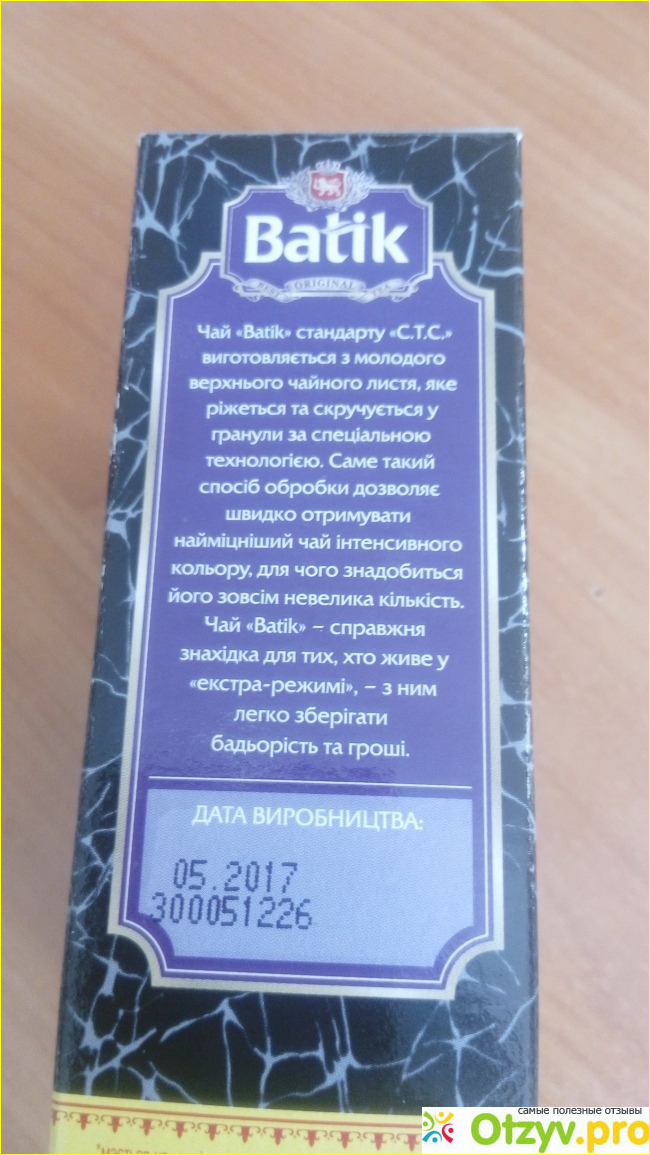 Batik
BEST ORIGINAL TEA
Чай «Batik» стандарту «С.Т.С.»
виготовляється з молодого
верхнього чайного листя, яке
ріжеться та скручується у
гранули за спеціальною
технологією. Саме такий
спосіб обробки дозволяє
швидко отримувати
найміцніший чай інтенсивного
кольору, для чого знадобиться
його зовсім невелика кількість.
Чай «Batik» – справжня
знахідка для тих, хто живе у
«екстра-режимі», – з ним
легко зберігати
бадьорість та гроші.
ДАТА ВИРОБНИЦТВА:
05.2017
300051226
самые полезные отзывы
Otzyv.pro